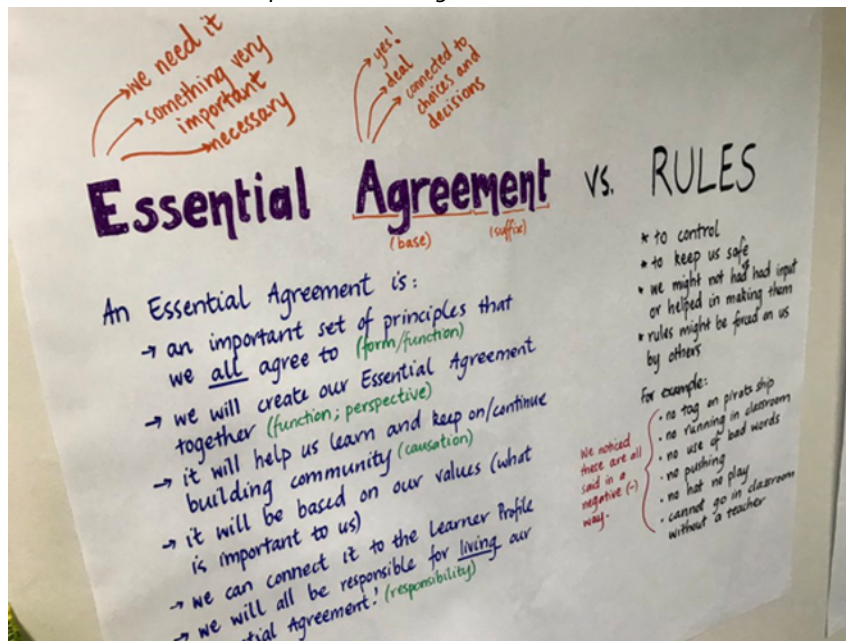 we need it
something very
important
necessary
yes!
deal
connected to
choices and
decisions
Essential Agreement vs. RULES
(base) (suffix)
An Essential Agreement is:
→ an important set of principles that
we all agree to (form/function)
→ we will create our Essential Agreement
together (function; perspective)
→ it will help us learn and keep on/continue
building community (causation)
→ it will be based on our values (what
is important to us)
→ we can connect it to the Learner Profile
→ we will all be responsible for living our
ential Agreement! (responsibility)
* to control
* to keep us safe
* we might not had had input
or helped in making them
* rules might be forced on us
by others
For example:
• no tag on pirate ship
• no running in classroom
• no use of bad words
• no pushing
• no hat no play
• cannot go in classroom
without a teacher
We noticed
these are all
said in a
negative (-)
way.